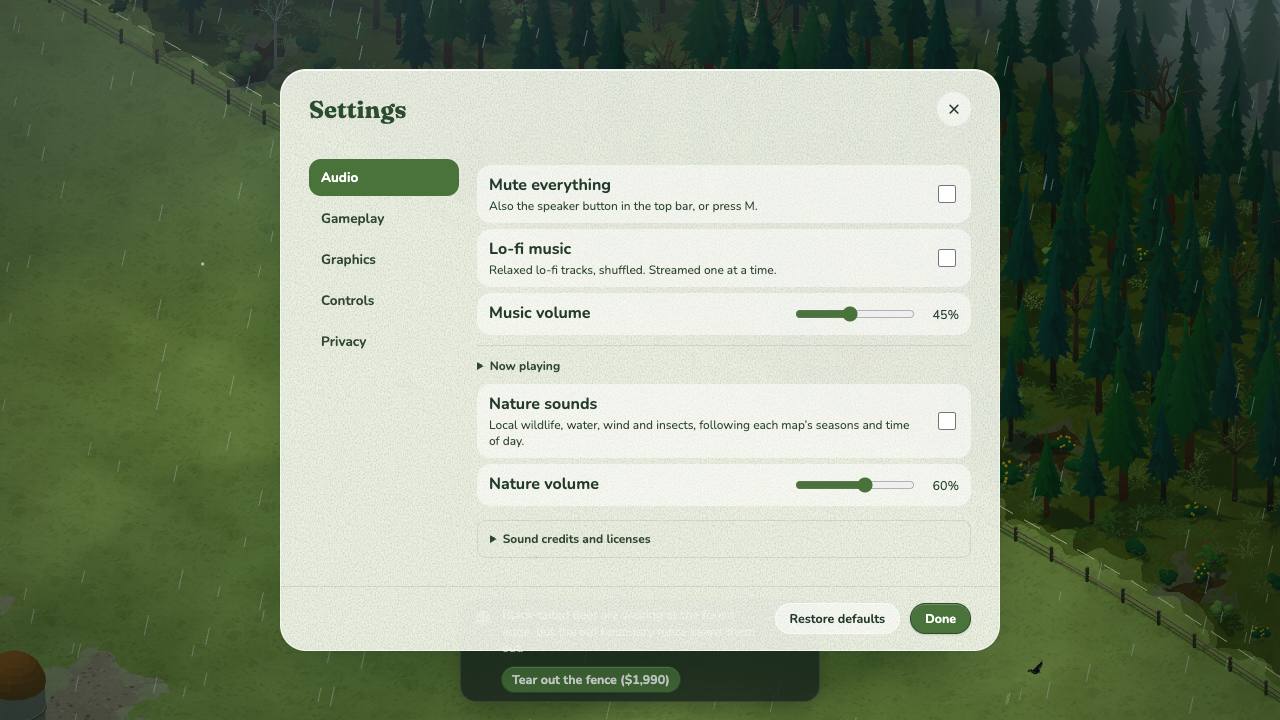 Settings
Audio
Gameplay
Graphics
Controls
Privacy
Mute everything
Also the speaker button in the top bar, or press M.
Lo-fi music
Relaxed lo-fi tracks, shuffled. Streamed one at a time.
Music volume
45%
Now playing
Nature sounds
Local wildlife, water, wind and insects, following each map's seasons and time
of day.
Nature volume
60%
Sound credits and licenses
Restore defaults
Done
Tear out the fence ($1,990)